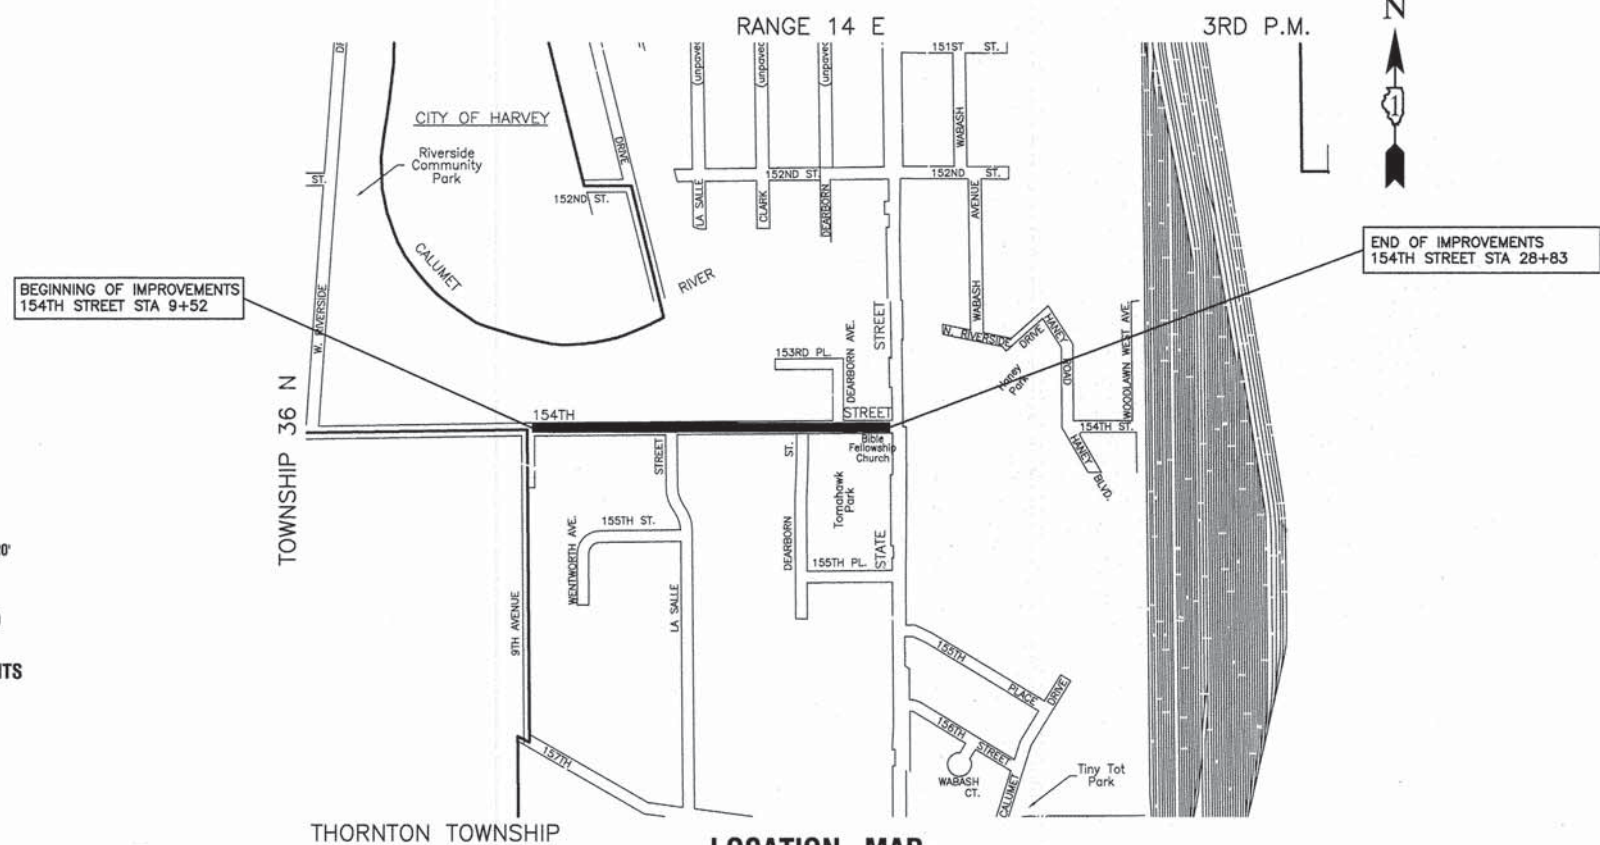 RANGE 14 E
3RD P.M.
N
1
151ST ST.
(unpaved
(unpaved
(unpaved
CITY OF HARVEY
Riverside
Community
Park
DRIVE
WABASH
ST.
152ND ST.
152ND ST.
152ND ST.
LA SALLE
CLARK
DEARBORN
AVENUE
CALUMET
RIVER
END OF IMPROVEMENTS
154TH STREET STA 28+83
BEGINNING OF IMPROVEMENTS
154TH STREET STA 9+52
W. RIVERSIDE
STREET
WABASH
N. RIVERSIDE DRIVE
HANEY ROAD
WOODLAWN WEST AVE.
153RD PL.
DEARBORN AVE.
Haney
Park
TOWNSHIP 36 N
154TH
STREET
154TH ST.
Bible
Fellowship
Church
STREET
ST.
HANEY BLVD.
Tomahawk
Park
155TH ST.
WENTWORTH AVE.
DEARBORN
STATE
155TH PL.
0'
9TH AVENUE
LA SALLE
155TH PLACE
DRIVE
156TH STREET
157TH
WABASH
CT.
CALUMET
Tiny Tot
Park
THORNTON TOWNSHIP
LOCATION MAP